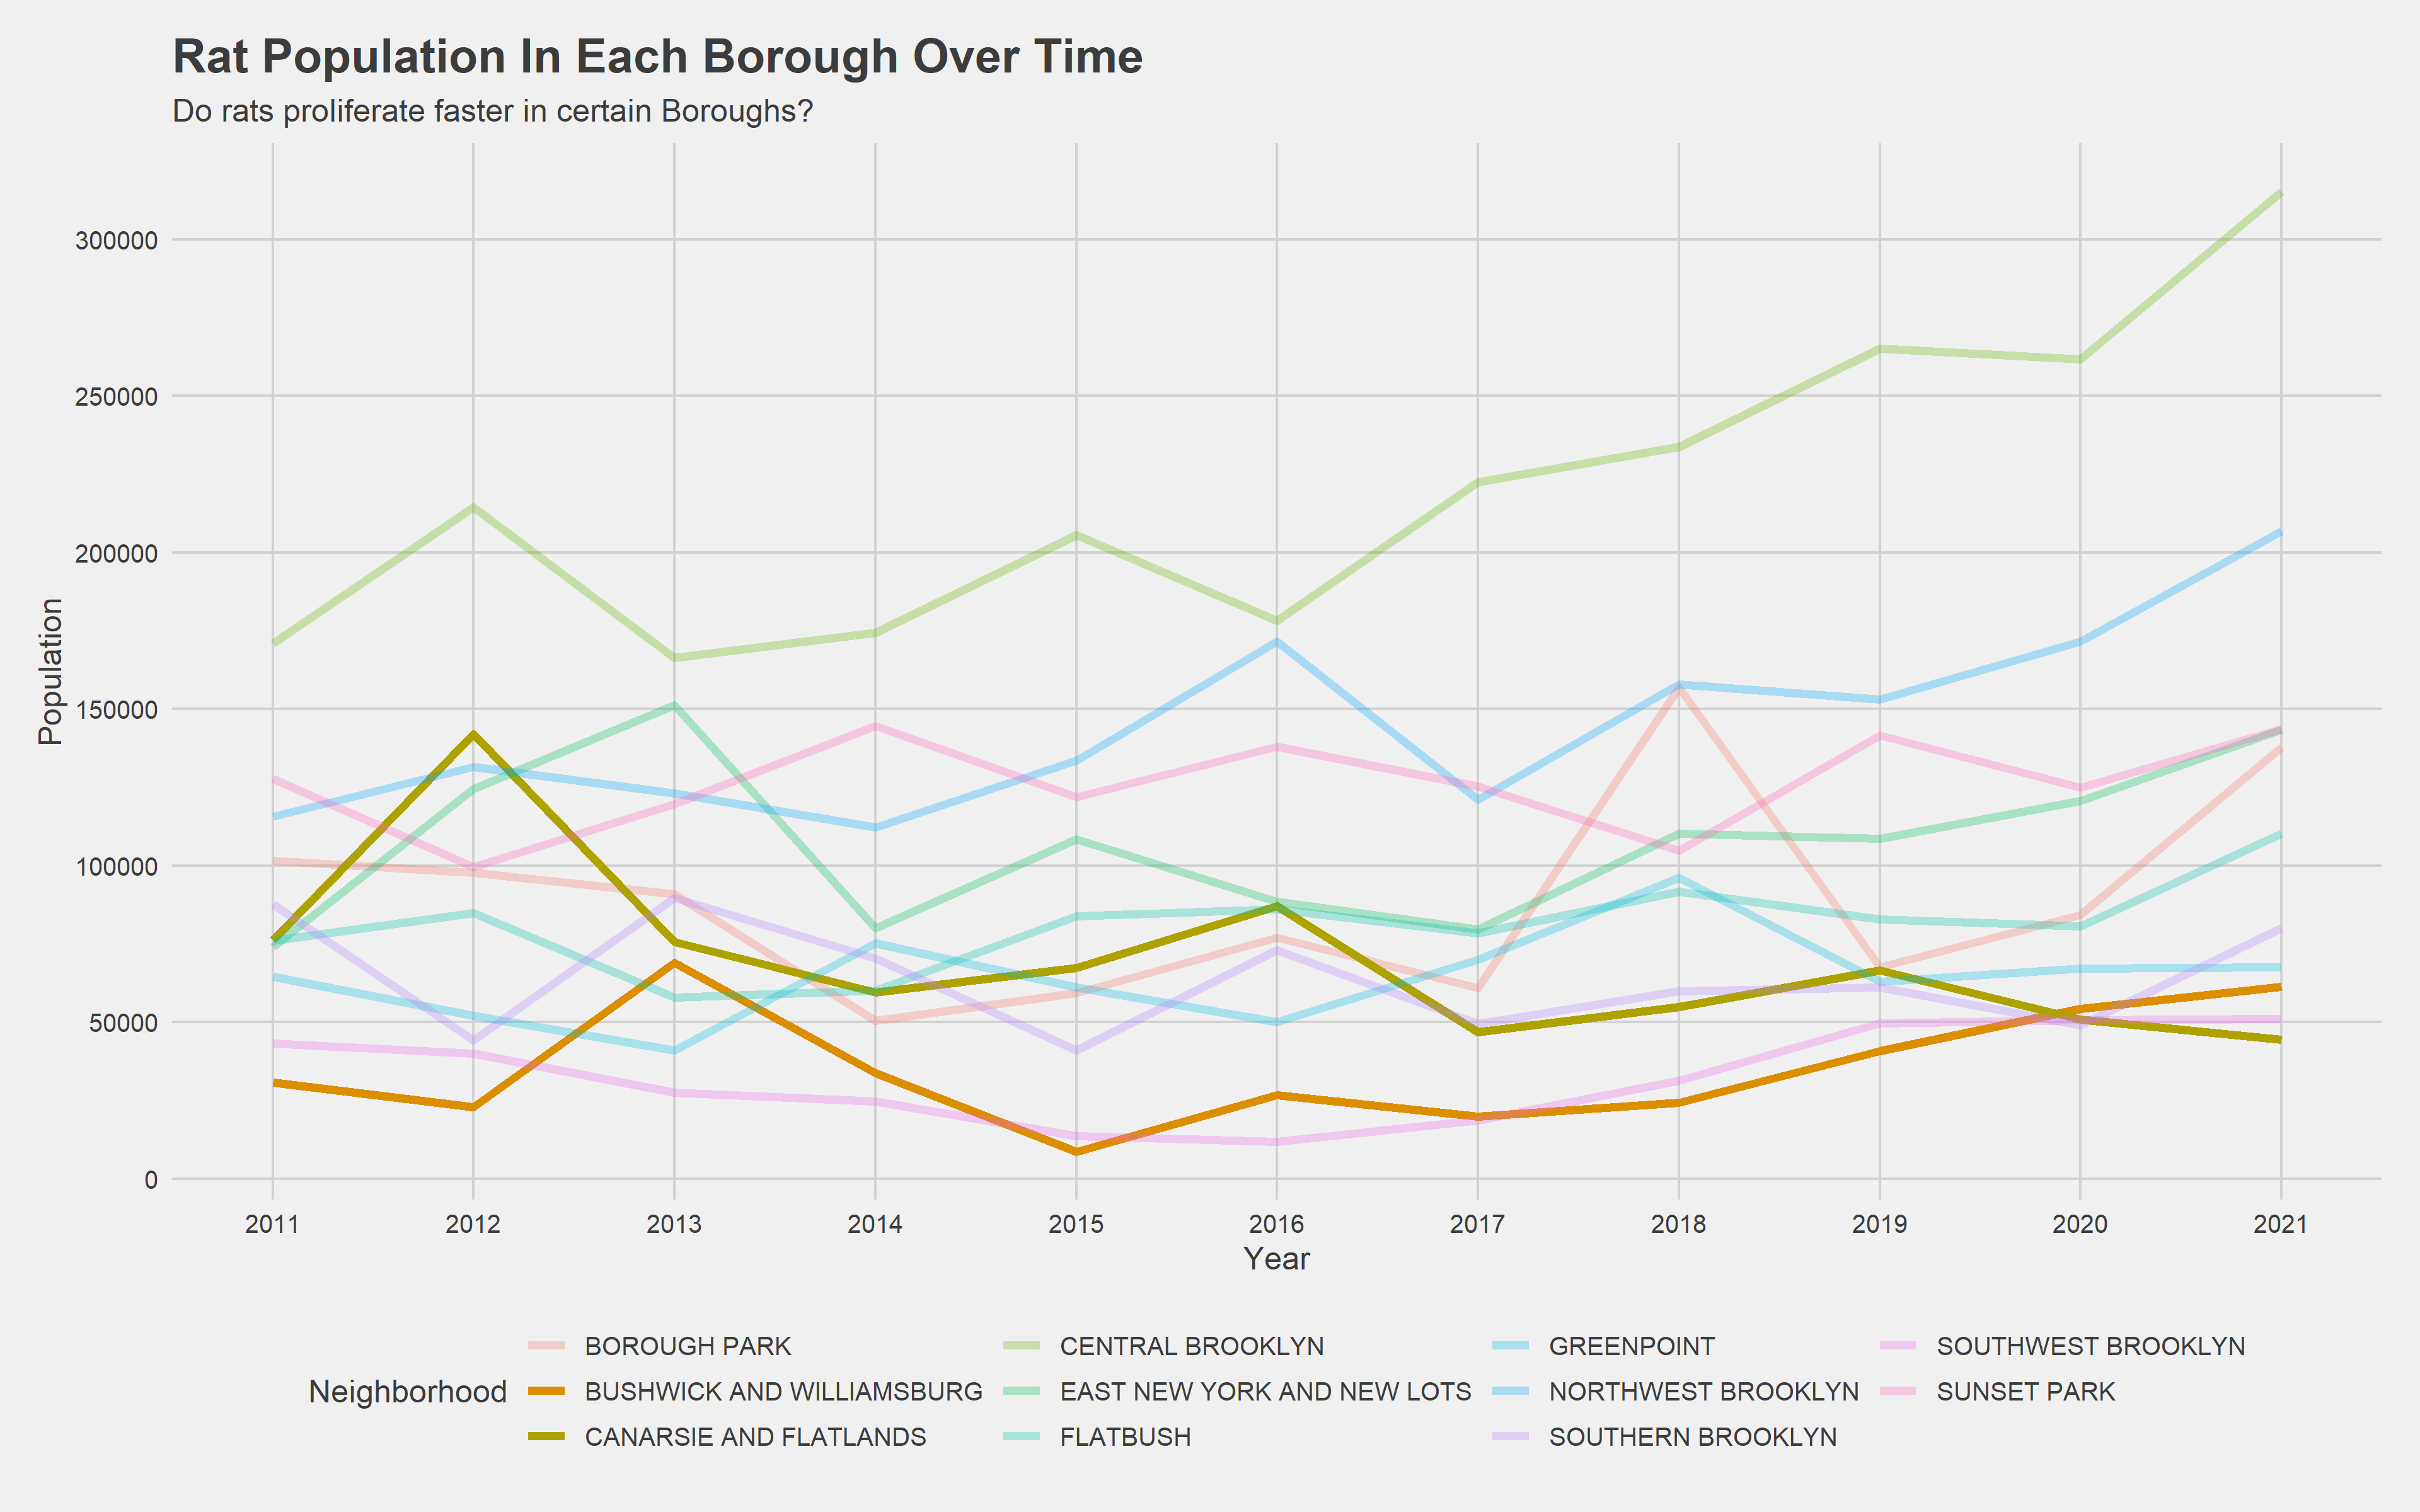 Rat Population In Each Borough Over Time
Do rats proliferate faster in certain Boroughs?
Population
300000
250000
200000
150000
100000
50000
0
2011 2012 2013 2014 2015 2016 2017 2018 2019 2020 2021
Year
Neighborhood
BOROUGH PARK
BUSHWICK AND WILLIAMSBURG
CANARSIE AND FLATLANDS
CENTRAL BROOKLYN
EAST NEW YORK AND NEW LOTS
FLATBUSH
GREENPOINT
NORTHWEST BROOKLYN
SOUTHERN BROOKLYN
SOUTHWEST BROOKLYN
SUNSET PARK